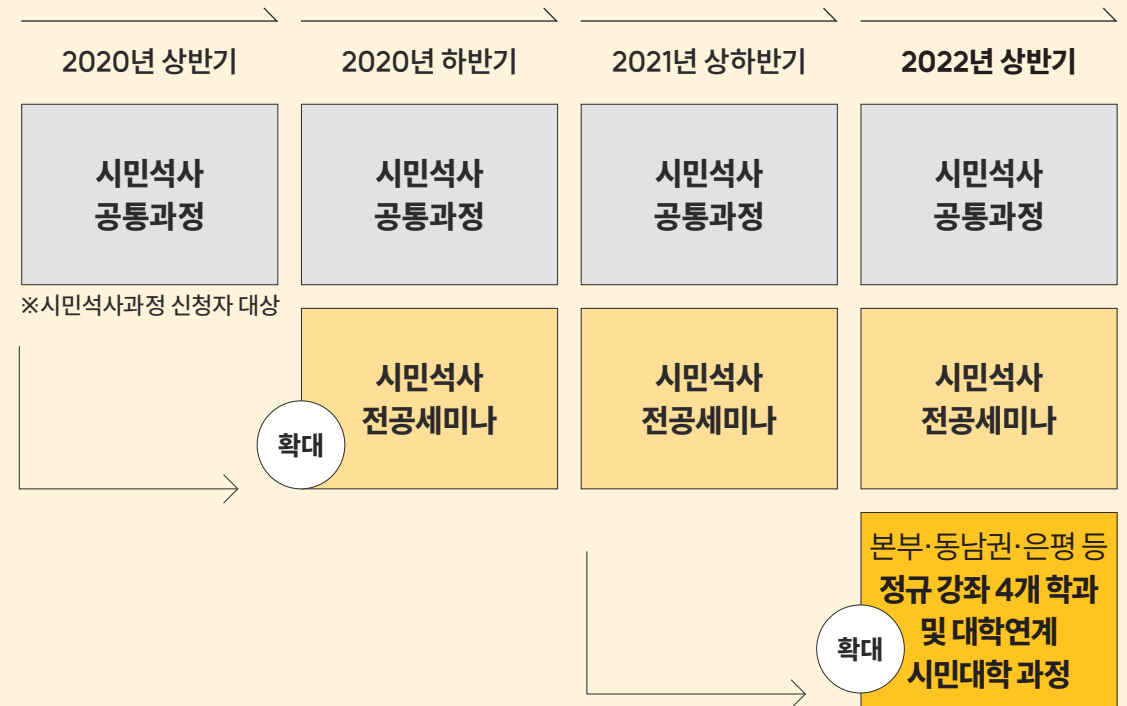 2020년 상반기
2020년 하반기
2021년 상하반기
2022년 상반기
시민석사
공통과정
시민석사
공통과정
시민석사
공통과정
시민석사
공통과정
※시민석사과정 신청자 대상
시민석사
전공세미나
시민석사
전공세미나
시민석사
전공세미나
확대
본부·동남권·은평 등
정규 강좌 4개 학과
및 대학연계
시민대학 과정
확대